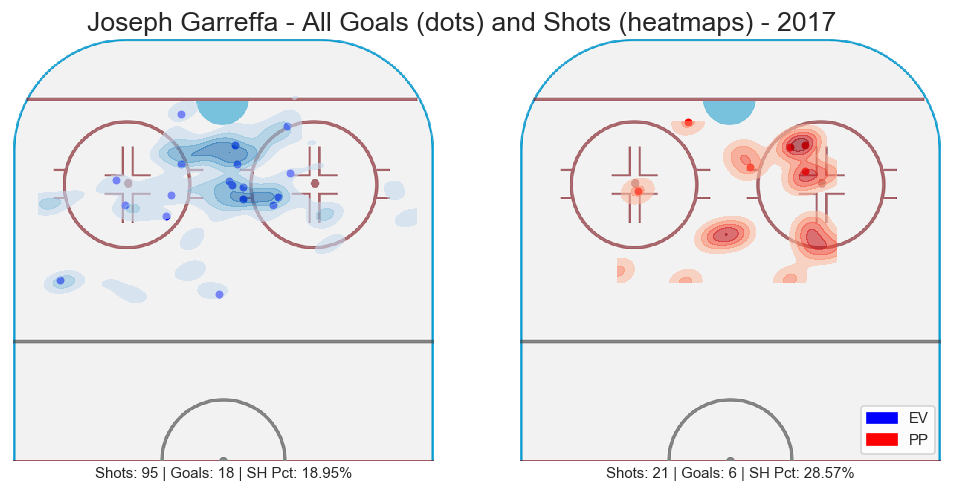 Joseph Garreffa - All Goals (dots) and Shots (heatmaps) - 2017
EV
PP
Shots: 95 | Goals: 18 | SH Pct: 18.95%
Shots: 21 | Goals: 6 | SH Pct: 28.57%